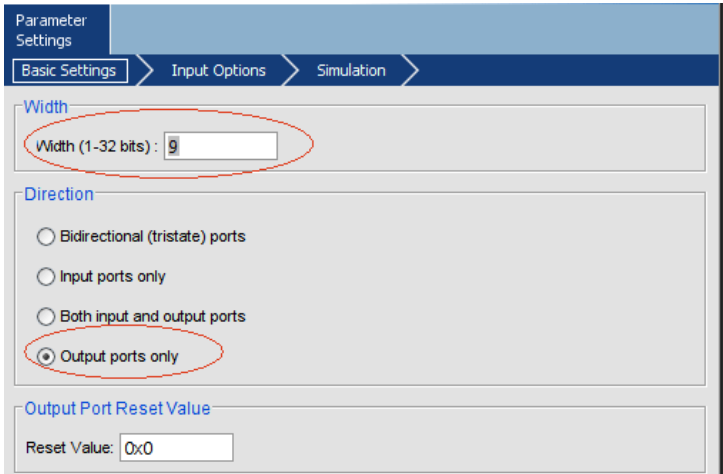 Parameter
Settings
Basic Settings
Input Options
Simulation
Width
Width (1-32 bits) : 9
Direction
Bidirectional (tristate) ports
Input ports only
Both input and output ports
Output ports only
Output Port Reset Value
Reset Value: 0x0